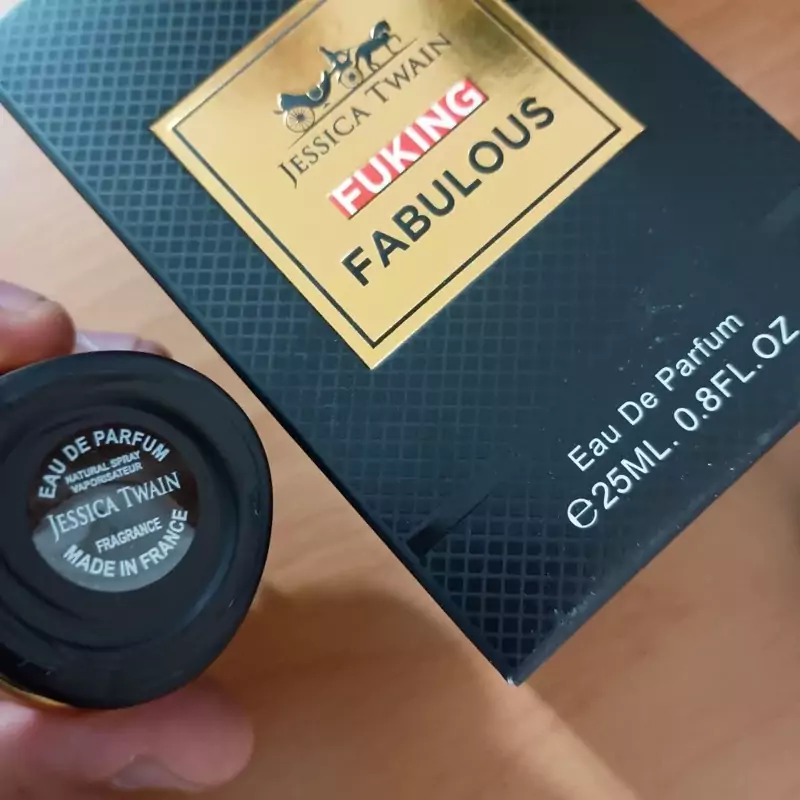 JESSICA TWAIN
FUKING
FABULOUS
Eau De Parfum
℮25ML. 0.8FL.OZ
EAU DE PARFUM
NATURAL SPRAY
VAPORISATEUR
JESSICA TWAIN
FRAGRANCE
MADE IN FRANCE